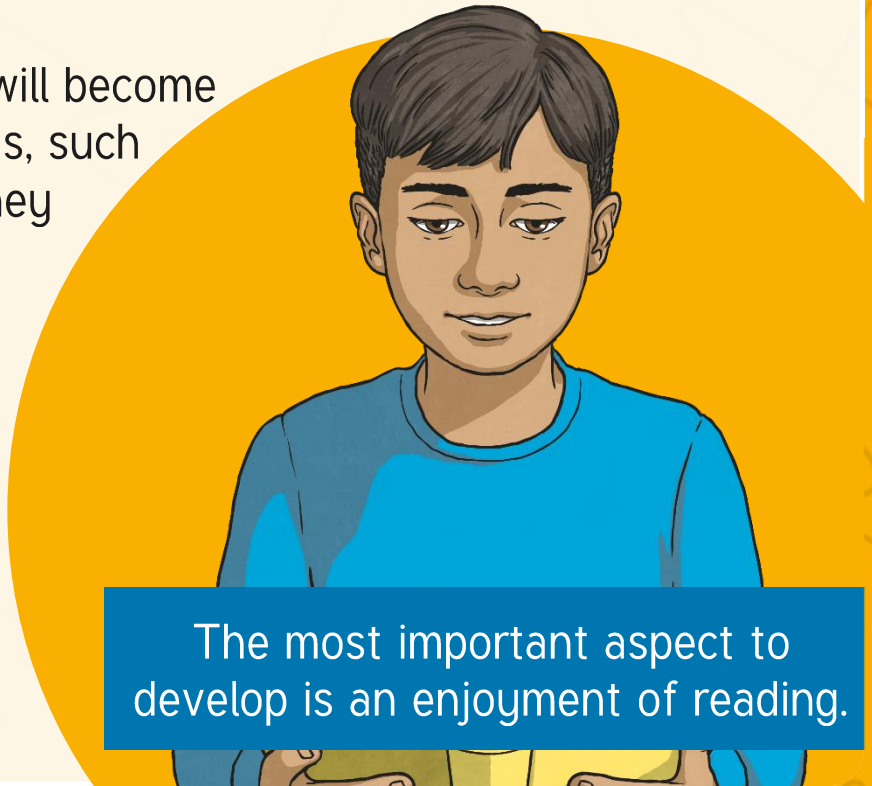 will become
s, such
ey
The most important aspect to
develop is an enjoyment of reading.